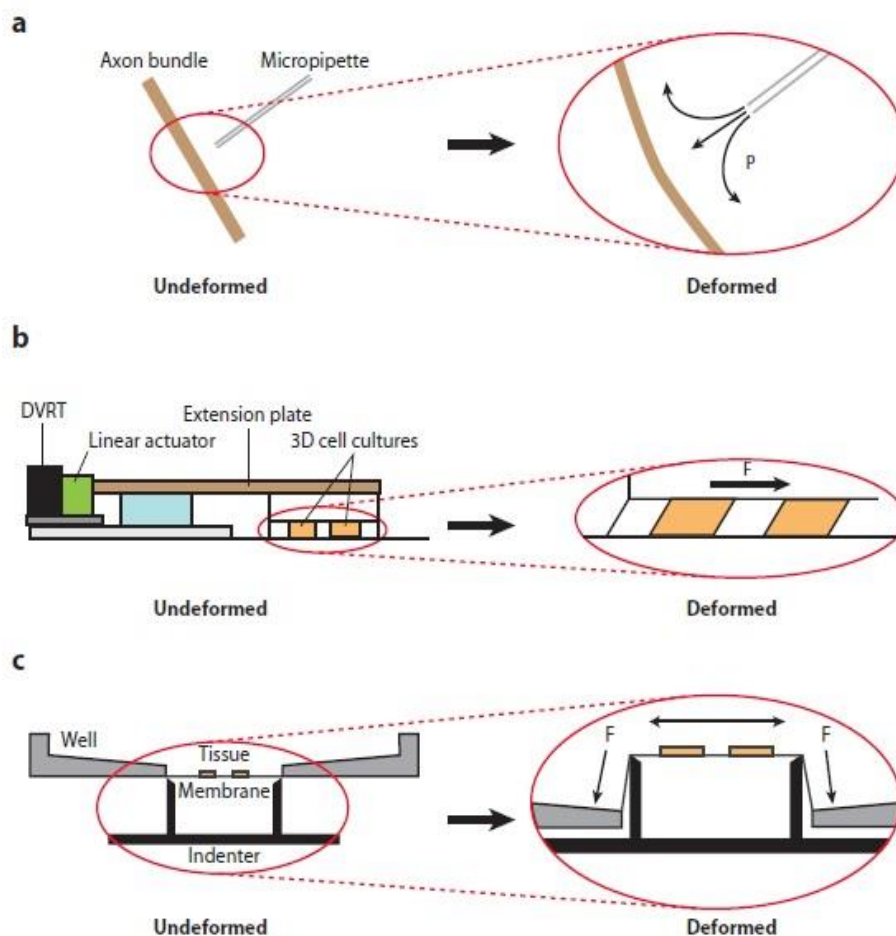 a
Axon bundle
Micropipette
P
Undeformed
Deformed
b
DVRT
Linear actuator
Extension plate
3D cell cultures
F
Undeformed
Deformed
c
Well
Tissue
Membrane
Indenter
F
F
Undeformed
Deformed